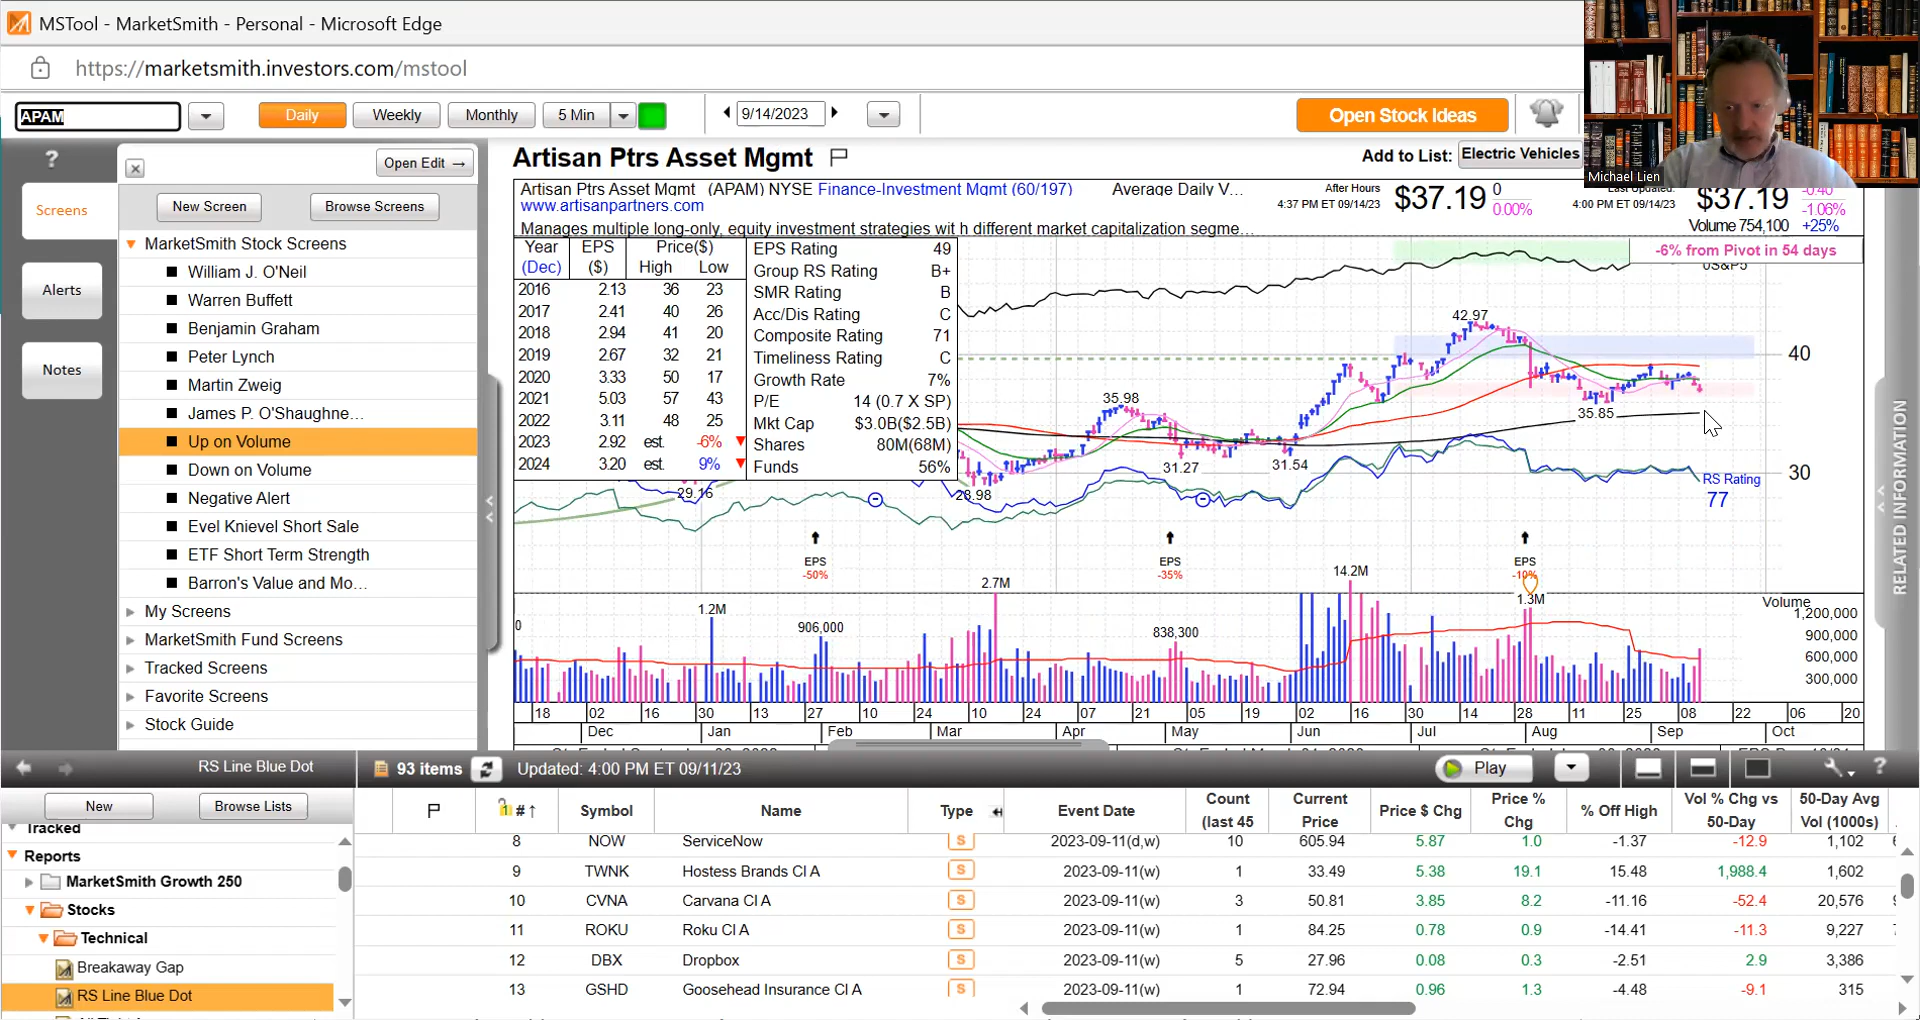 MSTool - MarketSmith - Personal - Microsoft Edge
https://marketsmith.investors.com/mstool
APAM
Daily
Weekly
Monthly
5 Min
9/14/2023
Open Stock Ideas
Michael Lien
?
Screens
Alerts
Notes
Open Edit →
New Screen
Browse Screens
MarketSmith Stock Screens
William J. O'Neil
Warren Buffett
Benjamin Graham
Peter Lynch
Martin Zweig
James P. O'Shaughne…
Up on Volume
Down on Volume
Negative Alert
Evel Knievel Short Sale
ETF Short Term Strength
Barron's Value and Mo…
My Screens
MarketSmith Fund Screens
Tracked Screens
Favorite Screens
Stock Guide
Artisan Ptrs Asset Mgmt
Add to List: Electric Vehicles
Artisan Ptrs Asset Mgmt (APAM) NYSE Finance-Investment Mgmt (60/197) Average Daily V…
www.artisanpartners.com
Manages multiple long-only, equity investment strategies wit h different market capitalization segme…
After Hours
4:37 PM ET 09/14/23
$37.19
0
0.00%
Last Updated:
4:00 PM ET 09/14/23
$37.19
-0.40
-1.06%
Volume 754,100 +25%
-6% from Pivot in 54 days
Year EPS Price($)
(Dec) ($) High Low
2016 2.13 36 23
2017 2.41 40 26
2018 2.94 41 20
2019 2.67 32 21
2020 3.33 50 17
2021 5.03 57 43
2022 3.11 48 25
2023 2.92 est. -6%
2024 3.20 est. 9%
EPS Rating 49
Group RS Rating B+
SMR Rating B
Acc/Dis Rating C
Composite Rating 71
Timeliness Rating C
Growth Rate 7%
P/E 14 (0.7 X SP)
Mkt Cap $3.0B($2.5B)
Shares 80M(68M)
Funds 56%
42.97
40
35.98
35.85
31.27
31.54
30
29.16
28.98
RS Rating
77
EPS
-50%
EPS
-35%
EPS
-10%
14.2M
2.7M
1.3M
1.2M
906,000
838,300
0
Volume
1,200,000
900,000
600,000
300,000
18 02 16 30 13 27 10 24 10 24 07 21 05 19 02 16 30 14 28 11 25 08 22 06 20
Dec Jan Feb Mar Apr May Jun Jul Aug Sep Oct
RELATED INFORMATION
RS Line Blue Dot
93 items
Updated: 4:00 PM ET 09/11/23
Play
?
New
Browse Lists
Tracked
Reports
MarketSmith Growth 250
Stocks
Technical
Breakaway Gap
RS Line Blue Dot
# ↑ Symbol Name Type Event Date Count (last 45 Current Price Price $ Chg Price % Chg % Off High Vol % Chg vs 50-Day 50-Day Avg Vol (1000s)
8 NOW ServiceNow S 2023-09-11(d,w) 10 605.94 5.87 1.0 -1.37 -12.9 1,102
9 TWNK Hostess Brands Cl A S 2023-09-11(w) 1 33.49 5.38 19.1 15.48 1,988.4 1,602
10 CVNA Carvana Cl A S 2023-09-11(w) 3 50.81 3.85 8.2 -11.16 -52.4 20,576
11 ROKU Roku Cl A S 2023-09-11(w) 1 84.25 0.78 0.9 -14.41 -11.3 9,227
12 DBX Dropbox S 2023-09-11(w) 5 27.96 0.08 0.3 -2.51 2.9 3,386
13 GSHD Goosehead Insurance Cl A S 2023-09-11(w) 1 72.94 0.96 1.3 -4.48 -9.1 315